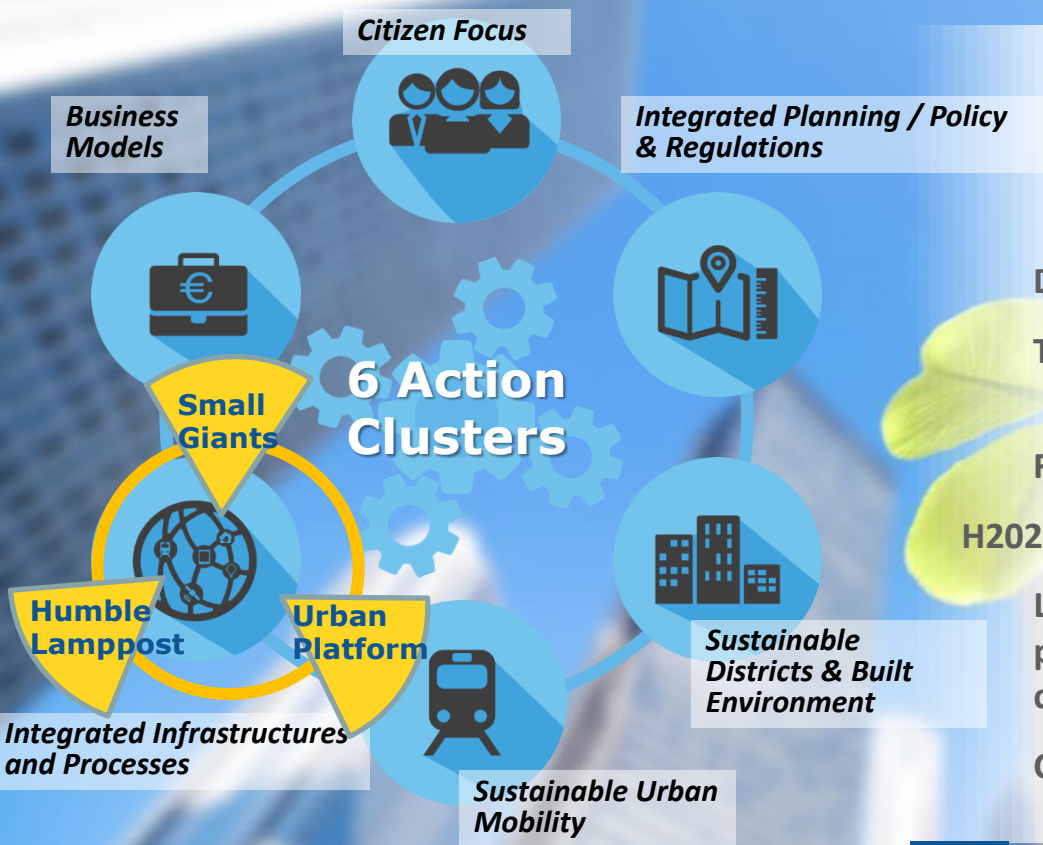 Citizen Focus
Business
Models
Integrated Planning / Policy
& Regulations
€
6 Action
Clusters
Small
Giants
Humble
Lamppost
Urban
Platform
Sustainable
Districts & Built
Environment
Integrated Infrastructures
and Processes
Sustainable Urban
Mobility
H202